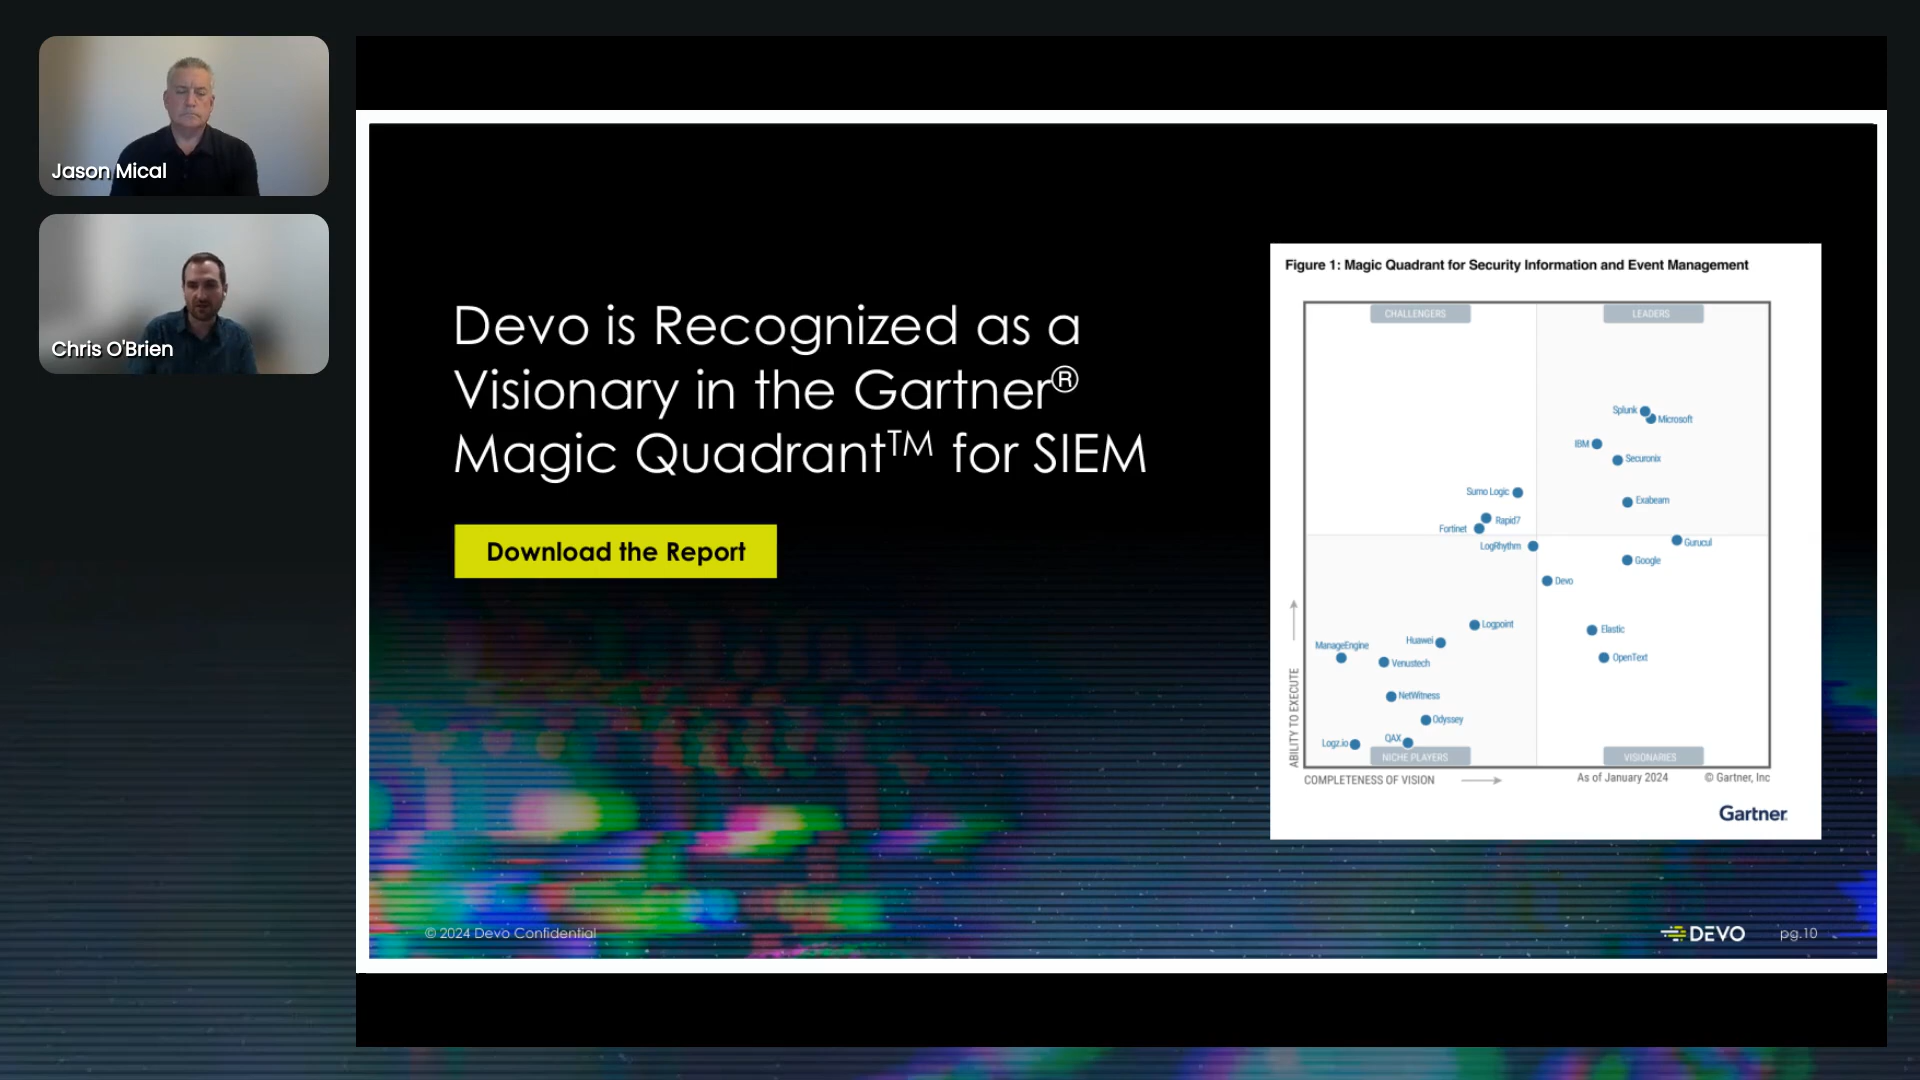 Jason Mical
Chris O'Brien
Devo is Recognized as a
Visionary in the Gartner®
Magic Quadrant™ for SIEM
Download the Report
Figure 1: Magic Quadrant for Security Information and Event Management
CHALLENGERS
LEADERS
Splunk
Microsoft
IBM
Securonix
Sumo Logic
Exabeam
Rapid7
Fortinet
LogRhythm
Gurucul
Google
Devo
Logpoint
Elastic
Huawei
ManageEngine
Venustech
OpenText
NetWitness
Odyssey
QAX
Logz.io
NICHE PLAYERS
VISIONARIES
ABILITY TO EXECUTE
COMPLETENESS OF VISION
As of January 2024
© Gartner, Inc
Gartner
© 2024 Devo Confidential
DEVO
pg.10